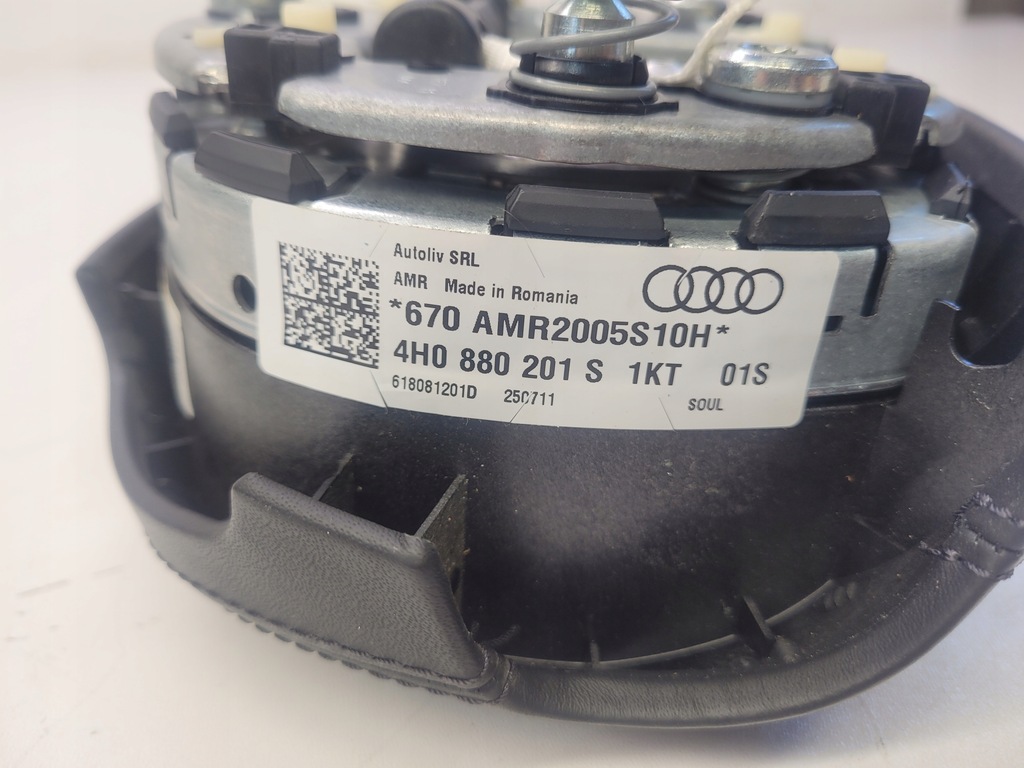 Autoliv SRL
AMR Made in Romania
*670 AMR2005S10H*
4H0 880 201 S 1KT 01S
618081201D 250711
SOUL